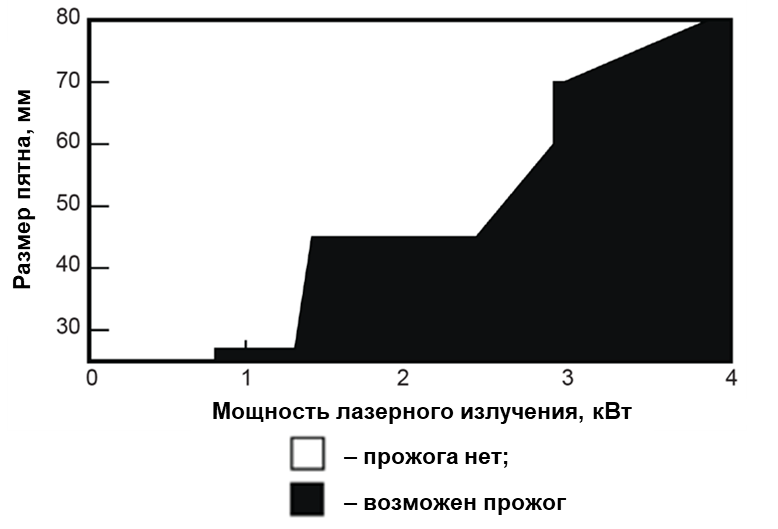 80
70
60
50
40
30
Размер пятна, мм
0 1 2 3 4
Мощность лазерного излучения, кВт
– прожога нет;
– возможен прожог